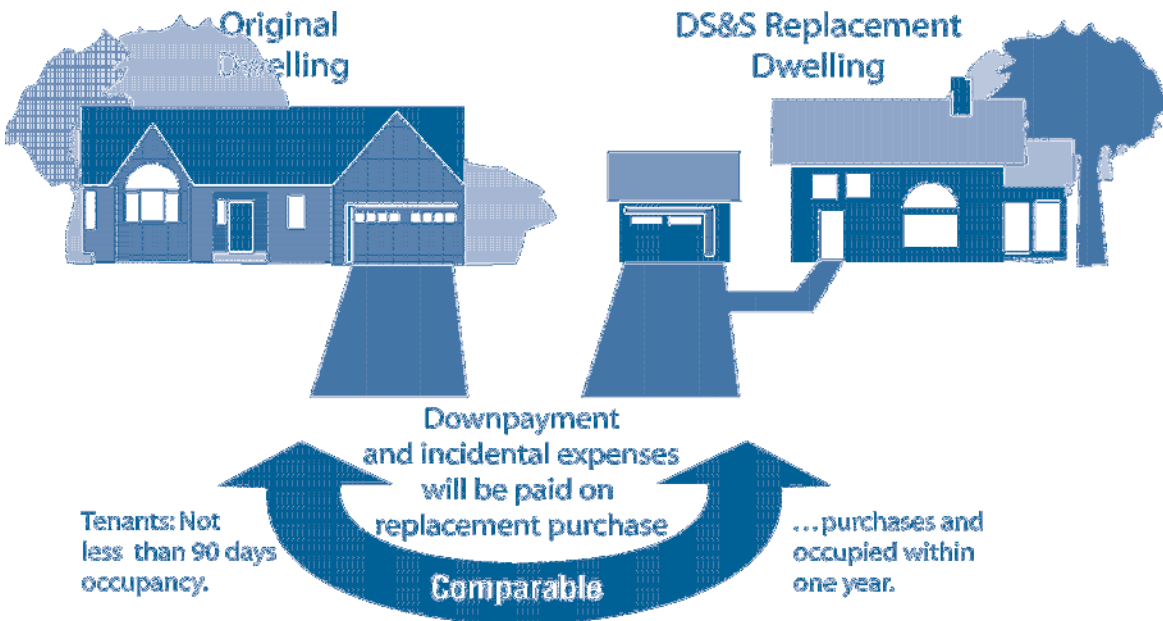 Original
Dwelling
DS&S Replacement
Dwelling
Downpayment
and incidental expenses
will be paid on
replacement purchase
Tenants: Not
less than 90 days
occupancy.
...purchases and
occupied within
one year.
Comparable